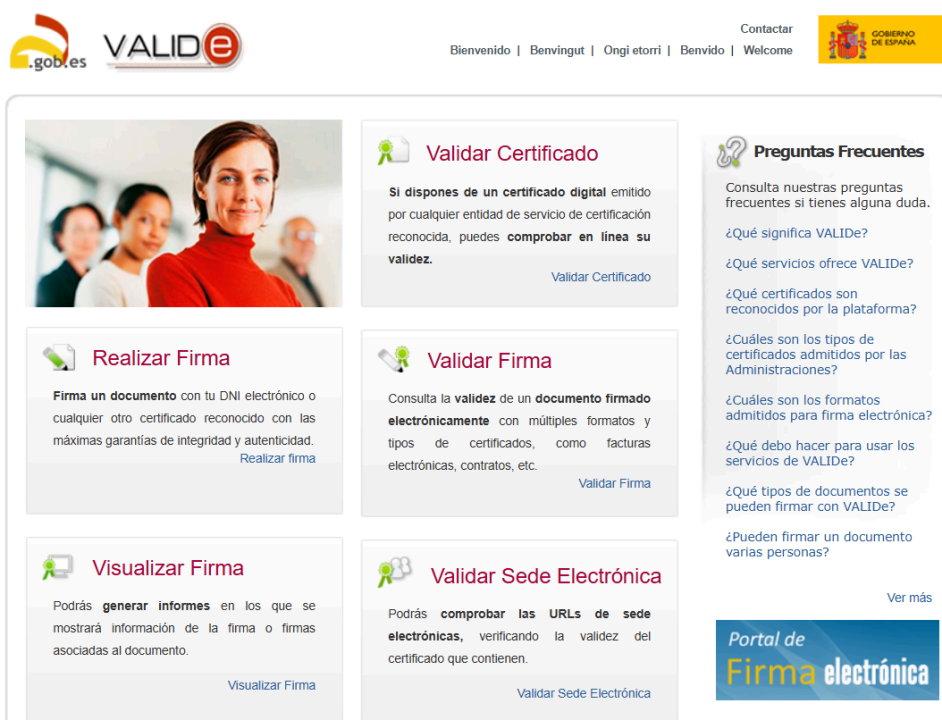 .gob.es
VALIDe
Contactar
Bienvenido | Benvingut | Ongi etorri | Benvido | Welcome
GOBIERNO
DE ESPAÑA
Validar Certificado
Si dispones de un certificado digital emitido
por cualquier entidad de servicio de certificación
reconocida, puedes comprobar en línea su
validez.
Validar Certificado
Realizar Firma
Firma un documento con tu DNI electrónico o
cualquier otro certificado reconocido con las
máximas garantías de integridad y autenticidad.
Realizar firma
Validar Firma
Consulta la validez de un documento firmado
electrónicamente con múltiples formatos y
tipos de certificados, como facturas
electrónicas, contratos, etc.
Validar Firma
Visualizar Firma
Podrás generar informes en los que se
mostrará información de la firma o firmas
asociadas al documento.
Visualizar Firma
Validar Sede Electrónica
Podrás comprobar las URLs de sede
electrónicas, verificando la validez del
certificado que contienen.
Validar Sede Electrónica
Preguntas Frecuentes
Consulta nuestras preguntas
frecuentes si tienes alguna duda.
¿Qué significa VALIDe?
¿Qué servicios ofrece VALIDe?
¿Qué certificados son
reconocidos por la plataforma?
¿Cuáles son los tipos de
certificados admitidos por las
Administraciones?
¿Cuáles son los formatos
admitidos para firma electrónica?
¿Qué debo hacer para usar los
servicios de VALIDe?
¿Qué tipos de documentos se
pueden firmar con VALIDe?
¿Pueden firmar un documento
varias personas?
Ver más
Portal de
Firma electrónica